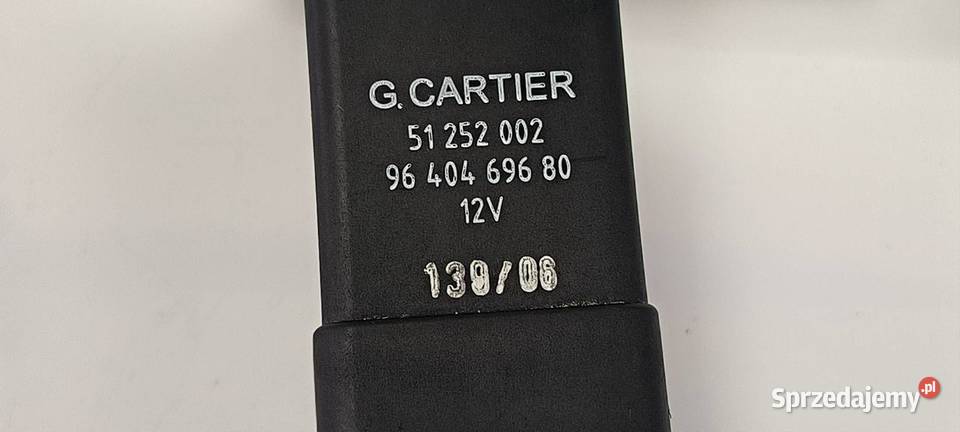 G. CARTIER
51 252 002
96 404 696 80
12V
139/06
Sprzedajemy.pl